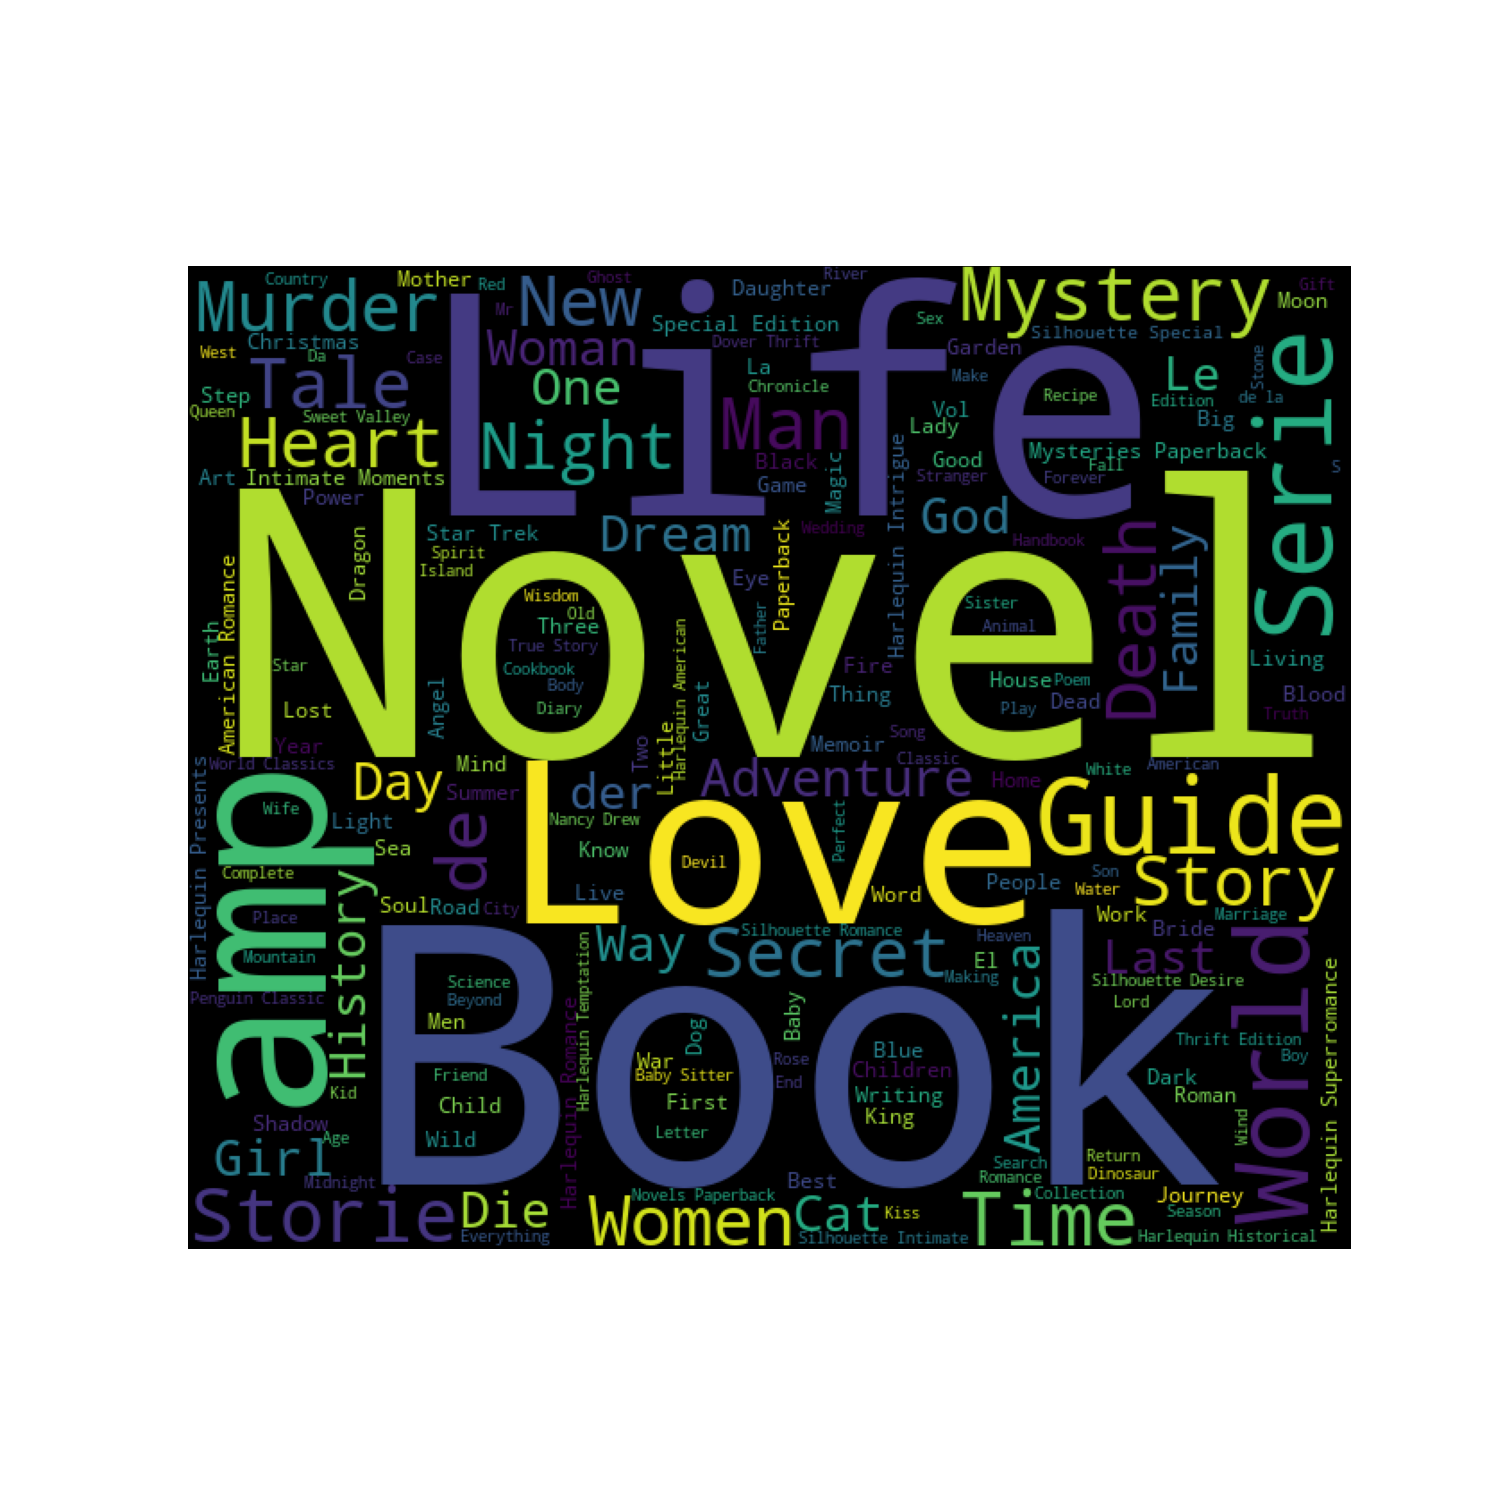 Country
Mother
Red
Ghost
River
Gift
Murder
New
Life
Mystery
Moon
Mr
Daughter
Special Edition
Sex
Silhouette Special
Christmas
West
Da
Case
Woman
Dover Thrift
Garden
Tale
One
La
Chronicle
Make
Le
Stone
Serie
Step
Queen
Sweet Valley
Recipe
Edition
de la
Man
Vol
Lady
Big
Heart
Night
Black
Good
Mysteries Paperback
Fall
S
Art
Intimate Moments
Game
Magic
Stranger
Forever
Power
Harlequin Intrigue
God
Novel
Star Trek
Dream
Wedding
Handbook
Death
Family
Dragon
Spirit
Island
Paperback
Eye
Wisdom
Old
Three
Father
Sister
Animal
American Romance
Earth
True Story
Star
Cookbook
Body
Diary
Fire
Thing
House
Poem
Living
Angel
Harlequin American
Great
Play
Dead
Blood
Truth
Lost
Year
Song
Memoir
Classic
Two
Little
World Classics
Mind
Adventure
Home
White
American
Day
Summer
der
Love
Guide
Harlequin Presents
amp
Wife
Light
de
Nancy Drew
Perfect
Sea
Know
Devil
Story
Complete
History
Live
Word
People
Son
Water
Place
Soul
Road
City
Work
Marriage
Bride
Mountain
Way
Silhouette Romance
Secret
Heaven
America
Last
World
Book
El
Making
Science
Beyond
Harlequin Temptation
Silhouette Desire
Harlequin Superromance
Penguin Classic
Men
Harlequin Romance
Baby
Lord
Dog
Blue
Thrift Edition
Boy
War
Rose
Children
Friend
Baby Sitter
End
Dark
Kid
Child
First
Writing
King
Roman
Shadow
Age
Wild
Letter
Wind
Girl
Search
Return
Midnight
Best
Romance
Dinosaur
Storie
Die
Novels Paperback
Women
Cat
Kiss
Time
Collection
Journey
Season
Everything
Silhouette Intimate
Harlequin Historical